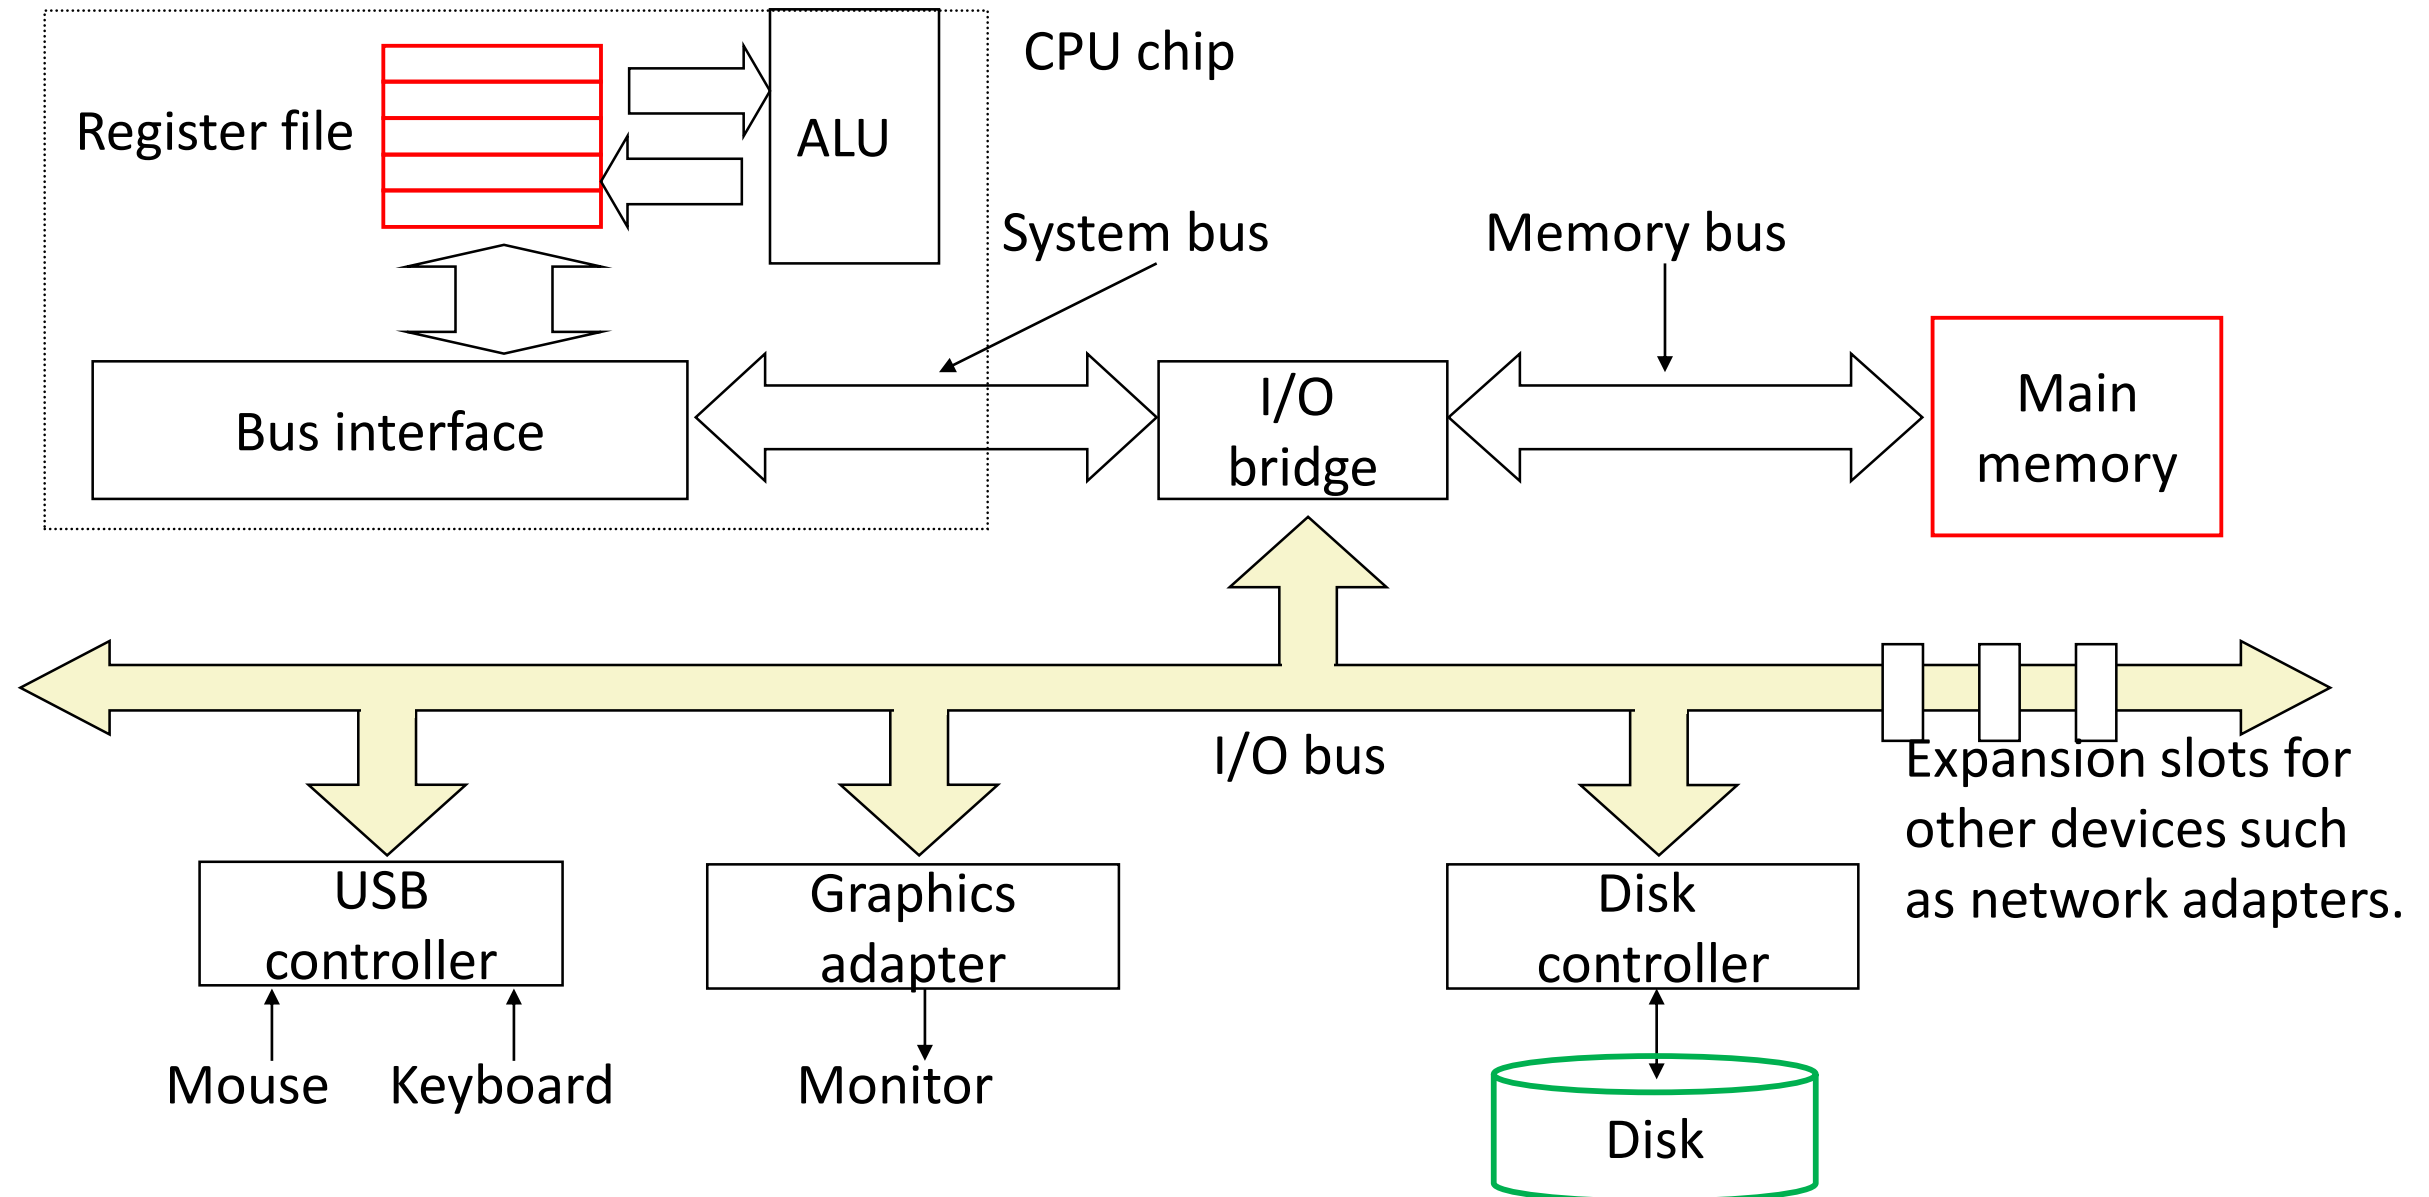 CPU chip
Register file
ALU
System bus
Memory bus
Bus interface
I/O
bridge
Main
memory
I/O bus
Expansion slots for
other devices such
as network adapters.
USB
controller
Graphics
adapter
Disk
controller
Mouse
Keyboard
Monitor
Disk